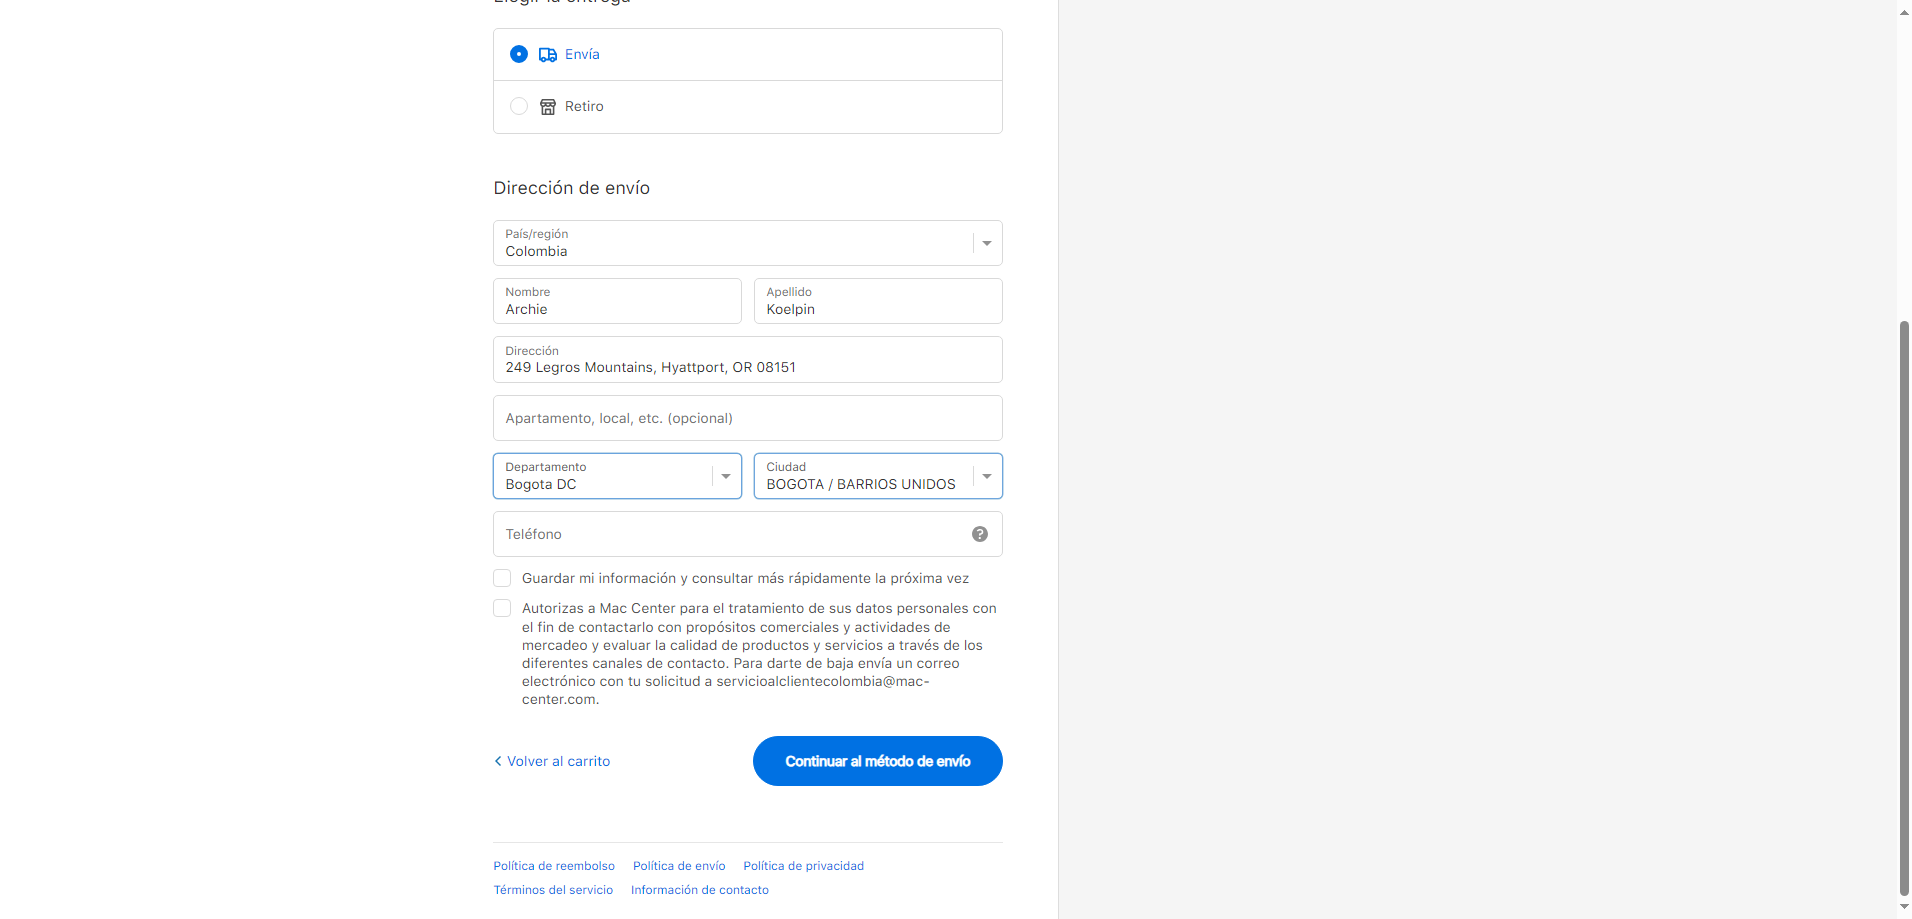 Elegir la entrega
Envía
Retiro
Dirección de envío
País/región
Colombia
Nombre
Archie
Apellido
Koelpin
Dirección
249 Legros Mountains, Hyattport, OR 08151
Apartamento, local, etc. (opcional)
Departamento
Bogota DC
Ciudad
BOGOTA / BARRIOS UNIDOS
Teléfono
Guardar mi información y consultar más rápidamente la próxima vez
Autorizas a Mac Center para el tratamiento de sus datos personales con
el fin de contactarlo con propósitos comerciales y actividades de
mercadeo y evaluar la calidad de productos y servicios a través de los
diferentes canales de contacto. Para darte de baja envía un correo
electrónico con tu solicitud a servicioalclientecolombia@mac-
center.com.
Volver al carrito
Continuar al método de envío
Política de reembolso
Política de envío
Política de privacidad
Términos del servicio
Información de contacto